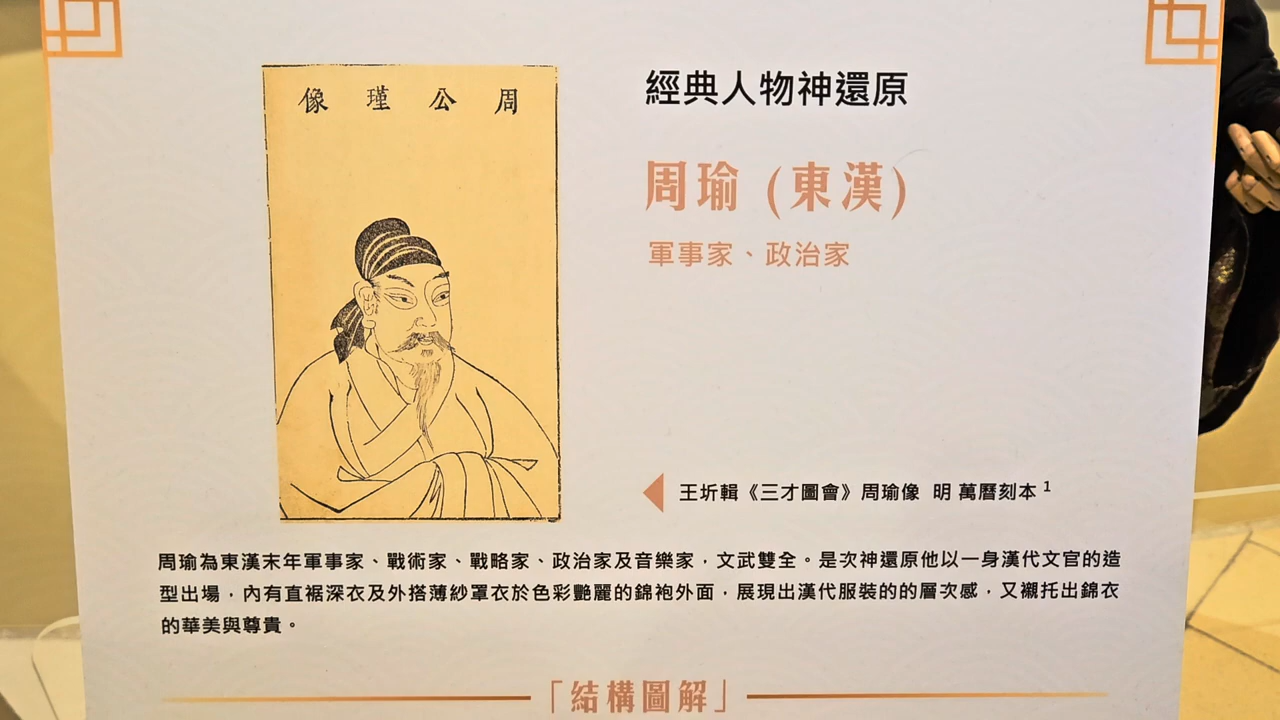 周公瑾像
經典人物神還原
周瑜 (東漢)
軍事家、政治家
王圻輯《三才圖會》周瑜像 明 萬曆刻本 1
周瑜為東漢末年軍事家、戰術家、戰略家、政治家及音樂家，文武雙全。是次神還原他以一身漢代文官的造
型出場，內有直裾深衣及外搭薄紗罩衣於色彩艷麗的錦袍外面，展現出漢代服裝的的層次感，又襯托出錦衣
的華美與尊貴。
「結構圖解」